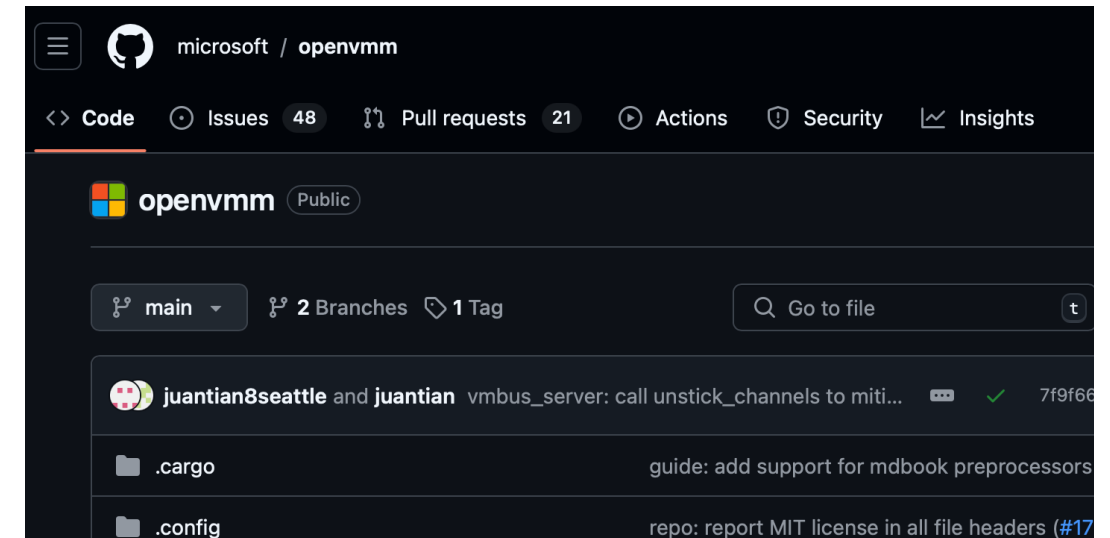 microsoft / openvmm
Code Issues 48 Pull requests 21 Actions Security Insights
openvmm Public
main 2 Branches 1 Tag Go to file t
juantian8seattle and juantian vmbus_server: call unstick_channels to miti... 7f9f66
.cargo guide: add support for mdbook preprocessors
.config repo: report MIT license in all file headers (#17